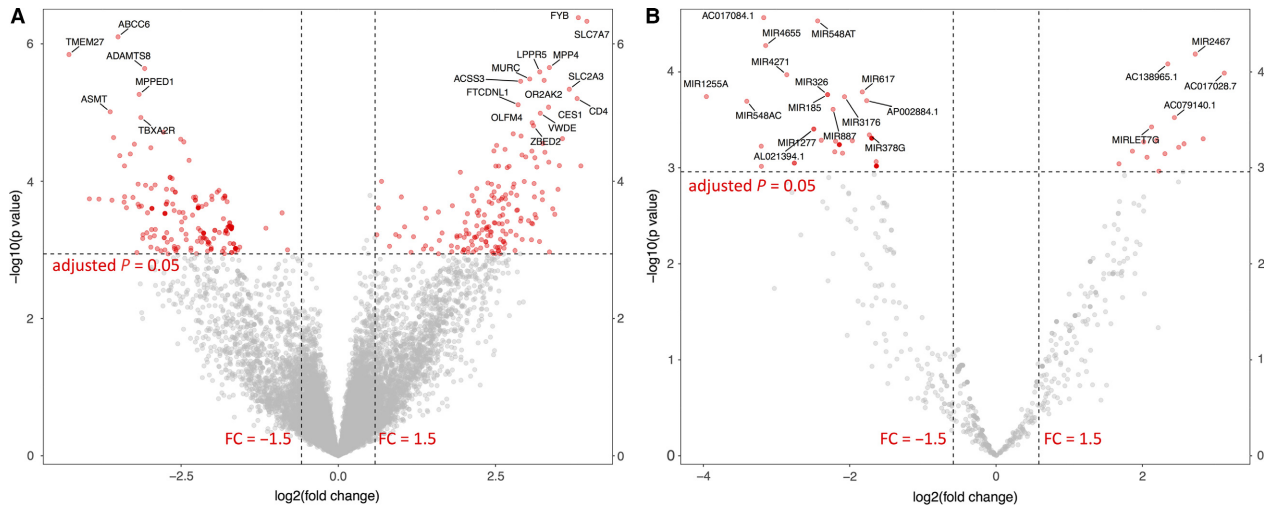 A
FYB
SLC7A7
ABCC6
TMEM27
ADAMTS8
LPPR5
MPP4
MURC
MPPED1
ACSS3
SLC2A3
FTCDNL1
OR2AK2
ASMT
CES1
CD4
OLFM4
VWDE
TBXA2R
ZBED2
6
4
2
0
6
4
2
0
−log10(p value)
adjusted P = 0.05
FC = −1.5
FC = 1.5
−2.5
0.0
2.5
log2(fold change)
B
AC017084.1
MIR548AT
MIR4655
MIR2467
MIR4271
AC138965.1
MIR1255A
MIR326
MIR617
AC017028.7
MIR185
AP002884.1
AC079140.1
MIR548AC
MIR3176
MIR887
MIR1277
MIRLET7G
MIR378G
AL021394.1
4
3
2
1
0
4
3
2
1
0
−log10(p value)
adjusted P = 0.05
FC = −1.5
FC = 1.5
−4
−2
0
2
log2(fold change)